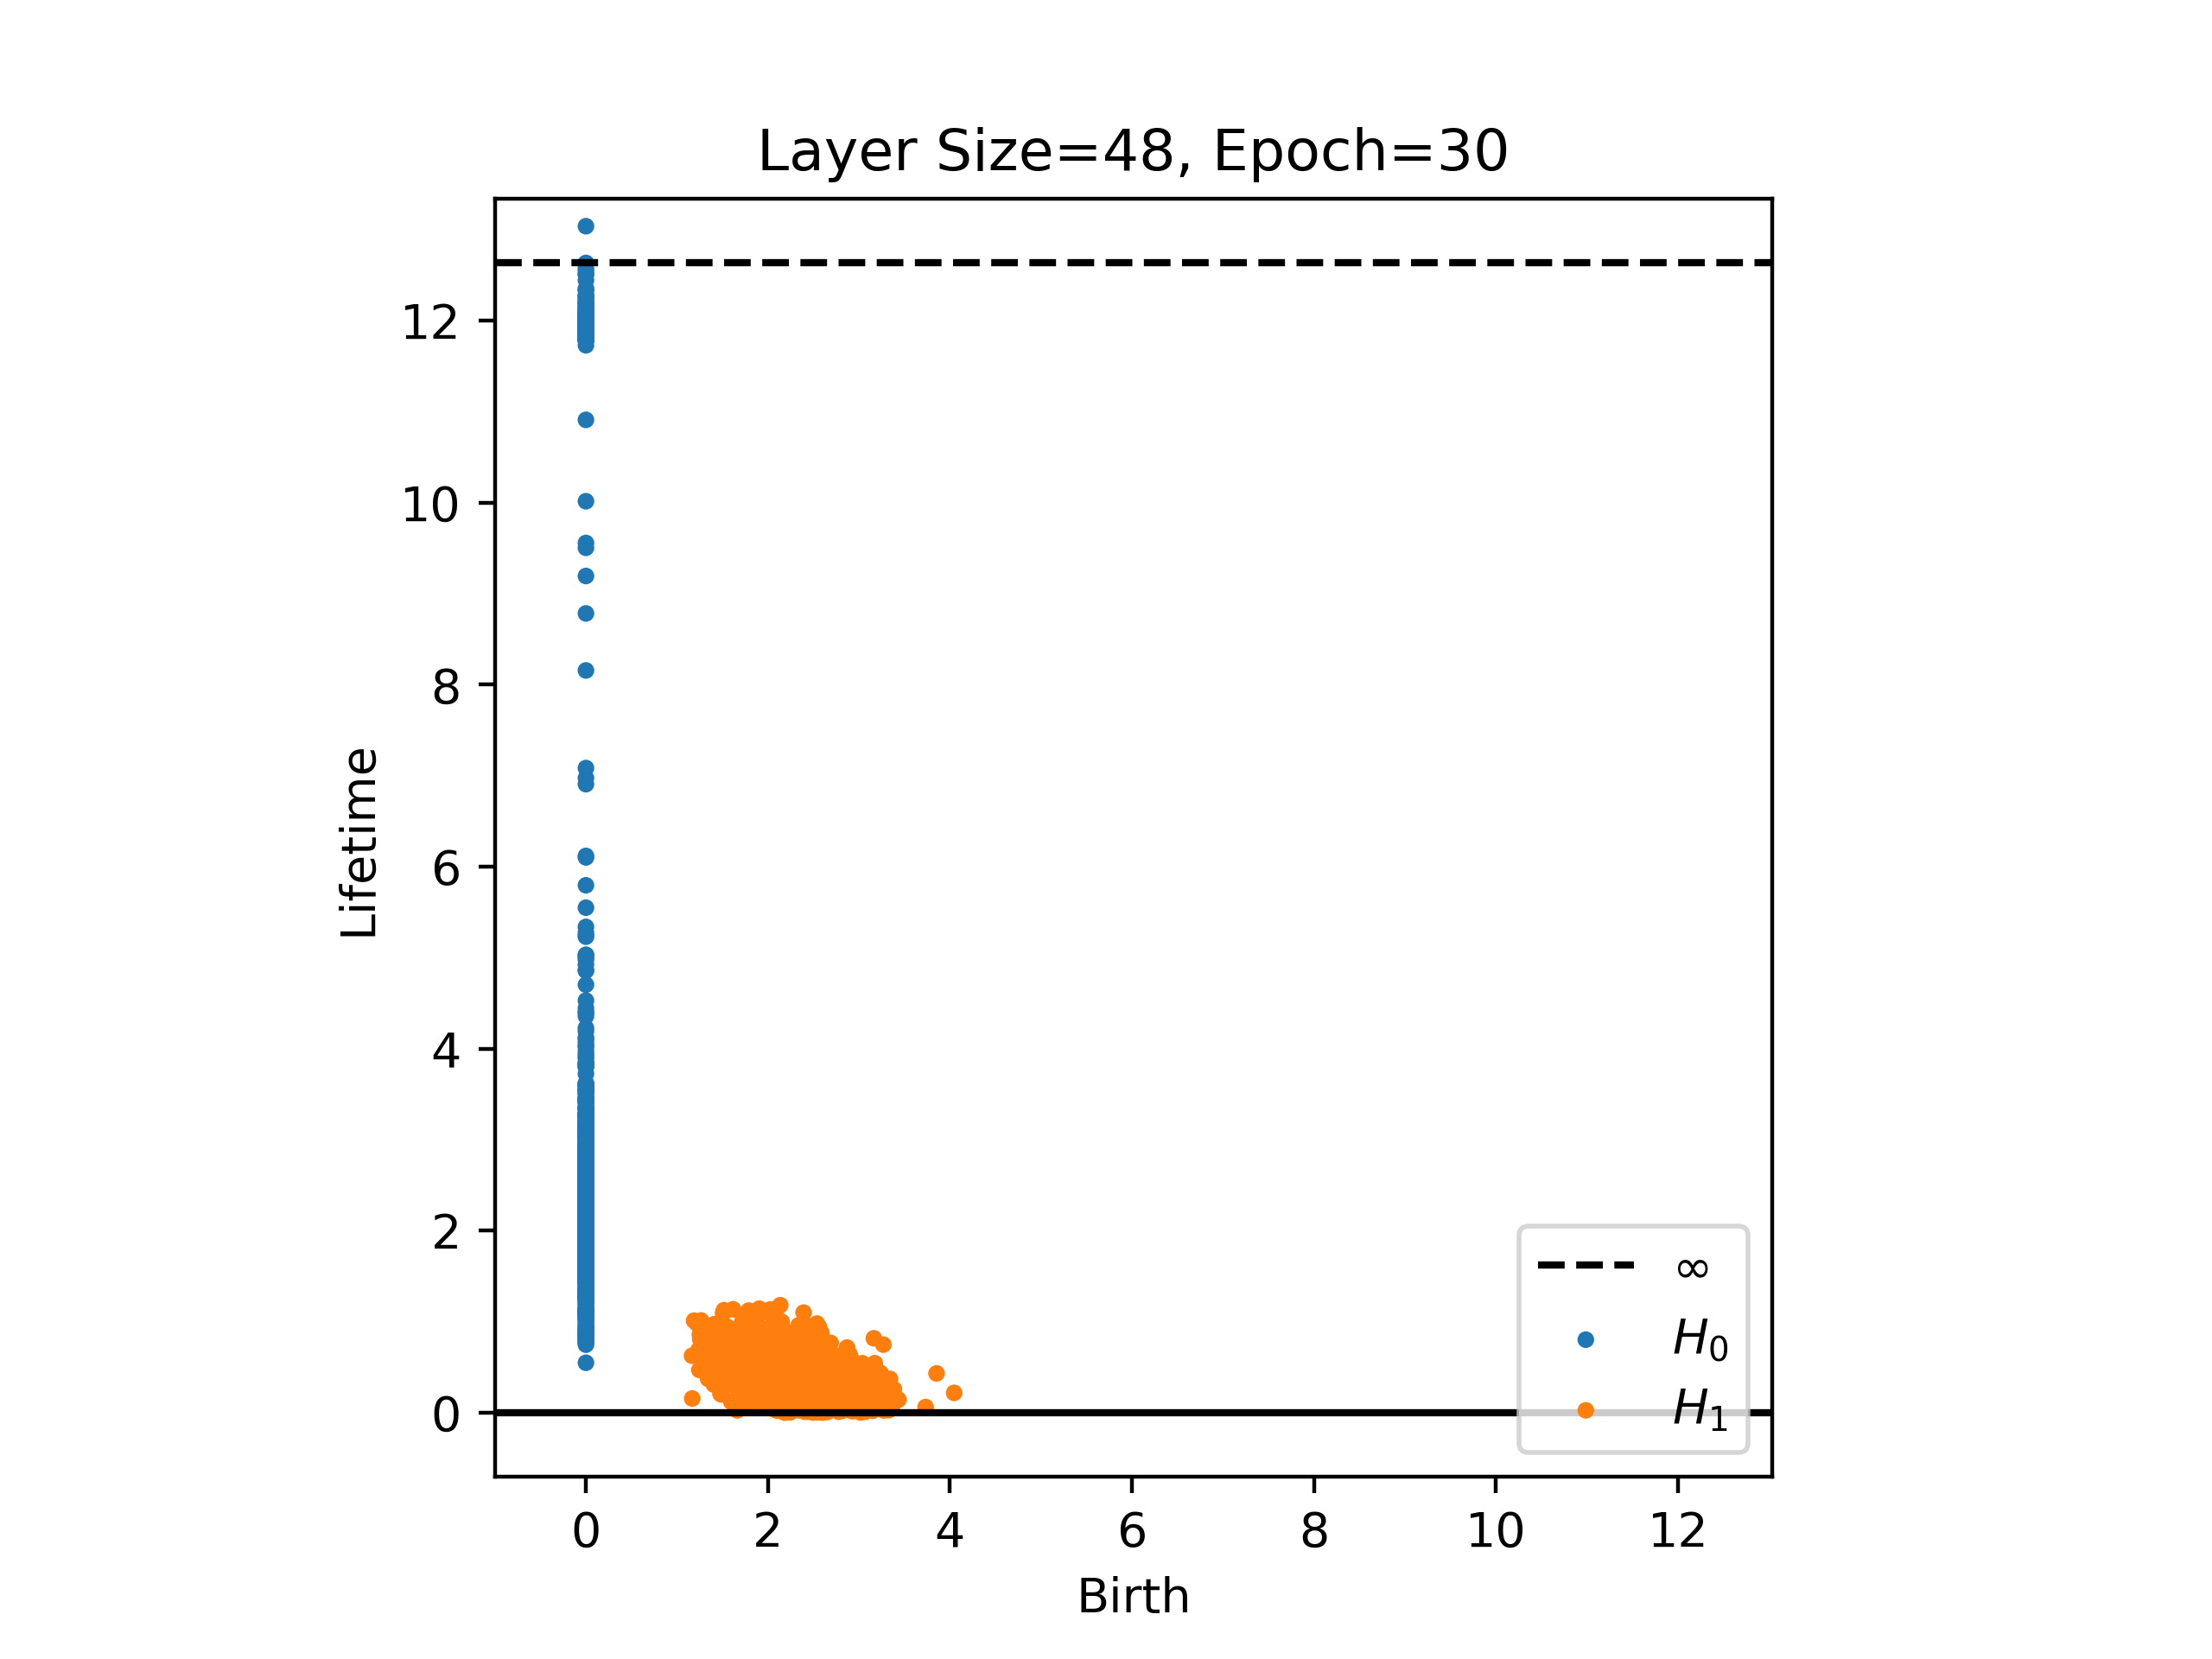 Layer Size=48, Epoch=30
12
10
8
6
4
2
0
Lifetime
∞
H₀
H₁
0 2 4 6 8 10 12
Birth